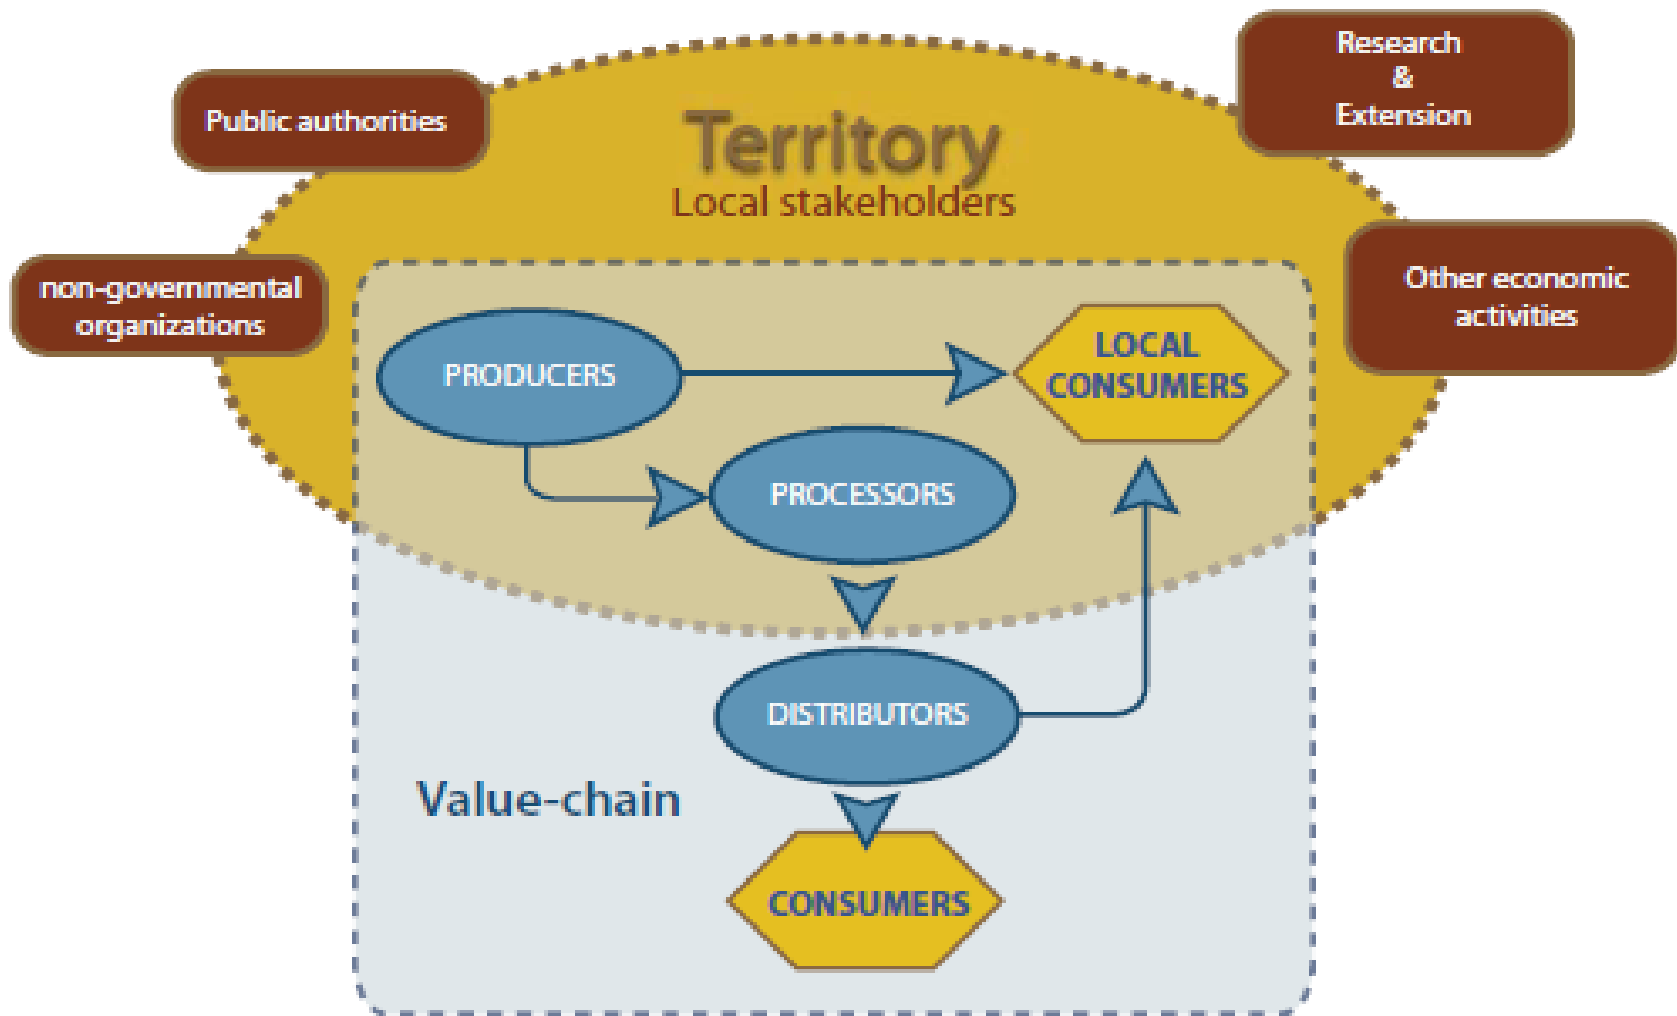 Public authorities
Research
&
Extension
Territory
Local stakeholders
non-governmental
organizations
Other economic
activities
PRODUCERS
LOCAL
CONSUMERS
PROCESSORS
DISTRIBUTORS
Value-chain
CONSUMERS